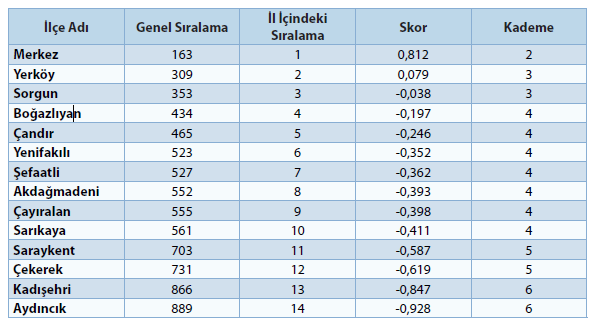 İlçe Adı Genel Sıralama İl İçindeki Sıralama Skor Kademe
Merkez 163 1 0,812 2
Yerköy 309 2 0,079 3
Sorgun 353 3 -0,038 3
Boğazlıyan 434 4 -0,197 4
Çandır 465 5 -0,246 4
Yenifakılı 523 6 -0,352 4
Şefaatli 527 7 -0,362 4
Akdağmadeni 552 8 -0,393 4
Çayıralan 555 9 -0,398 4
Sarıkaya 561 10 -0,411 4
Saraykent 703 11 -0,587 5
Çekerek 731 12 -0,619 5
Kadışehri 866 13 -0,847 6
Aydıncık 889 14 -0,928 6